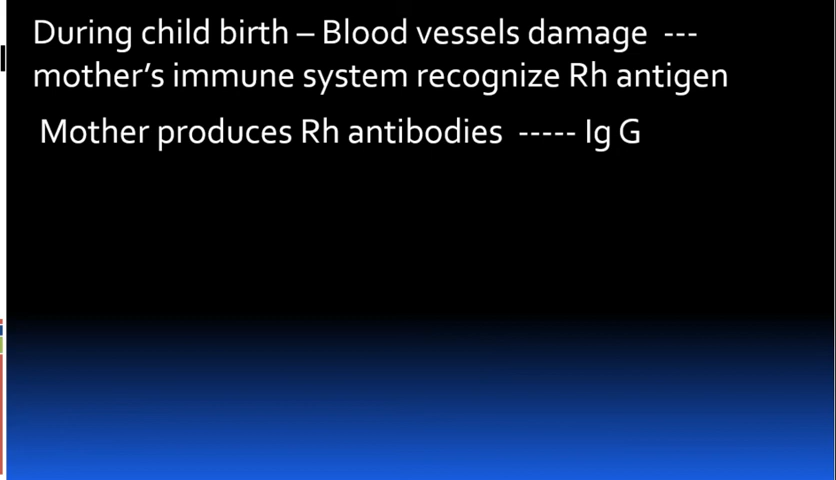 During child birth – Blood vessels damage ---
mother's immune system recognize Rh antigen
Mother produces Rh antibodies ----- Ig G